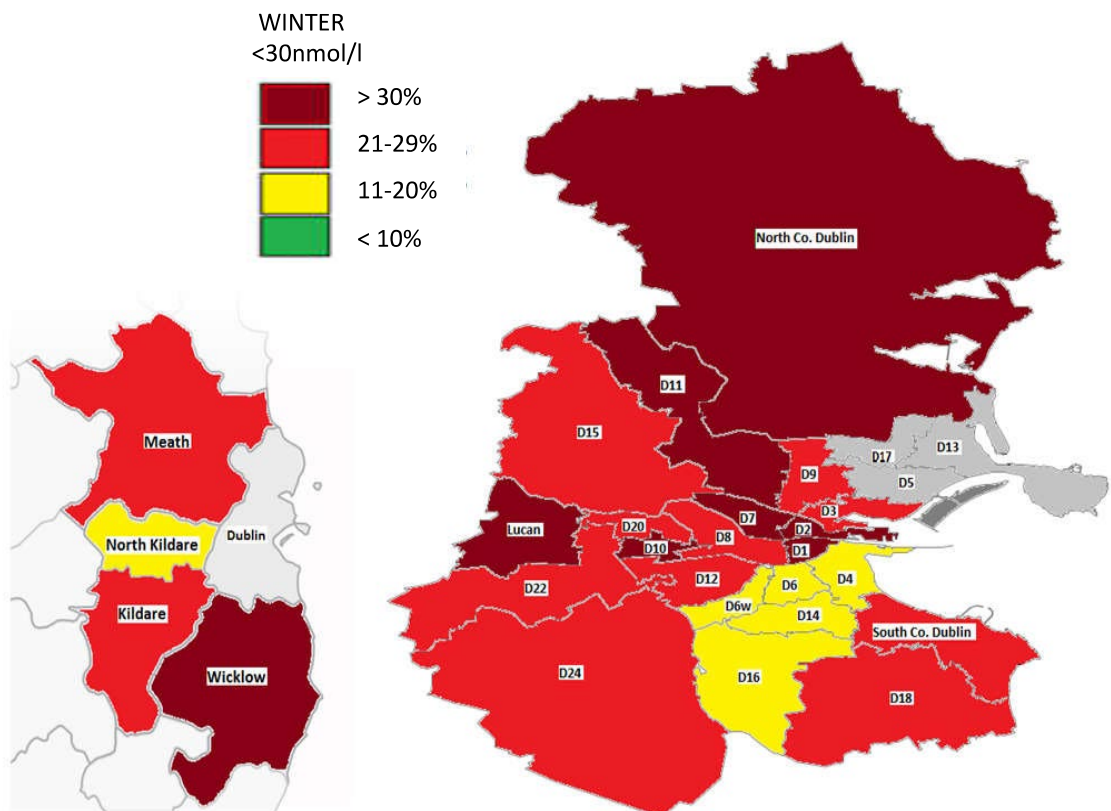 WINTER
<30nmol/l
> 30%
21-29%
11-20%
< 10%
North Co. Dublin
D11
D15
D17
D13
D9
D5
D3
D7
D2
Lucan
D20
D8
D10
D1
D12
D22
D6
D4
D6w
D14
South Co. Dublin
D24
D16
D18
Meath
North Kildare
Dublin
Kildare
Wicklow